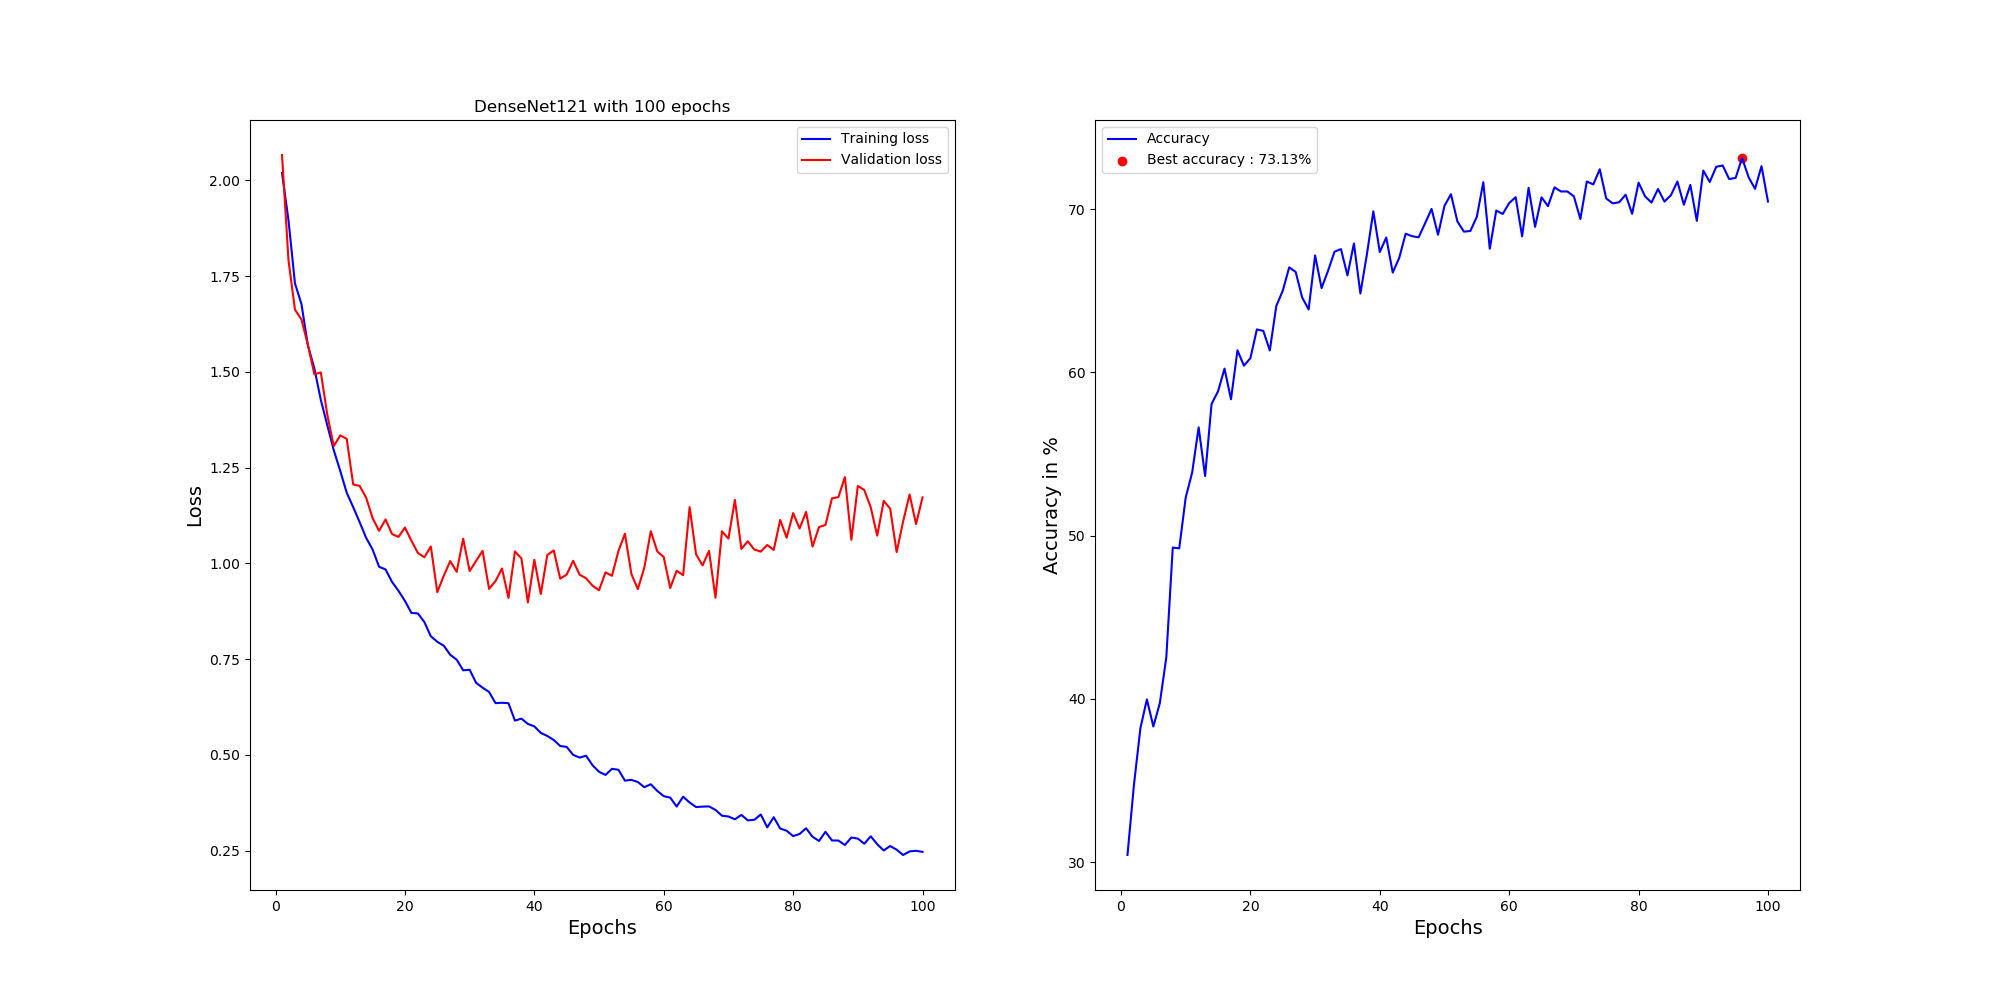 DenseNet121 with 100 epochs
Training loss
Validation loss
2.00
1.75
1.50
1.25
1.00
0.75
0.50
0.25
Loss
0 20 40 60 80 100
Epochs
Accuracy
Best accuracy : 73.13%
70
60
50
40
30
Accuracy in %
0 20 40 60 80 100
Epochs